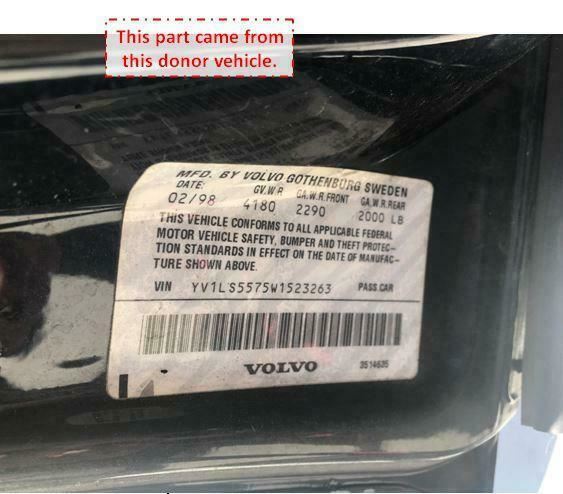 This part came from
this donor vehicle.
MFD. BY VOLVO GOTHENBURG SWEDEN
DATE: GV.W.R GA.W.R.FRONT GA.W.R.REAR
02/98 4180 2290 2000 LB
THIS VEHICLE CONFORMS TO ALL APPLICABLE FEDERAL
MOTOR VEHICLE SAFETY, BUMPER AND THEFT PROTEC-
TION STANDARDS IN EFFECT ON THE DATE OF MANUFAC-
TURE SHOWN ABOVE.
VIN YV1LS5575W1523263 PASS.CAR
VOLVO 3514635